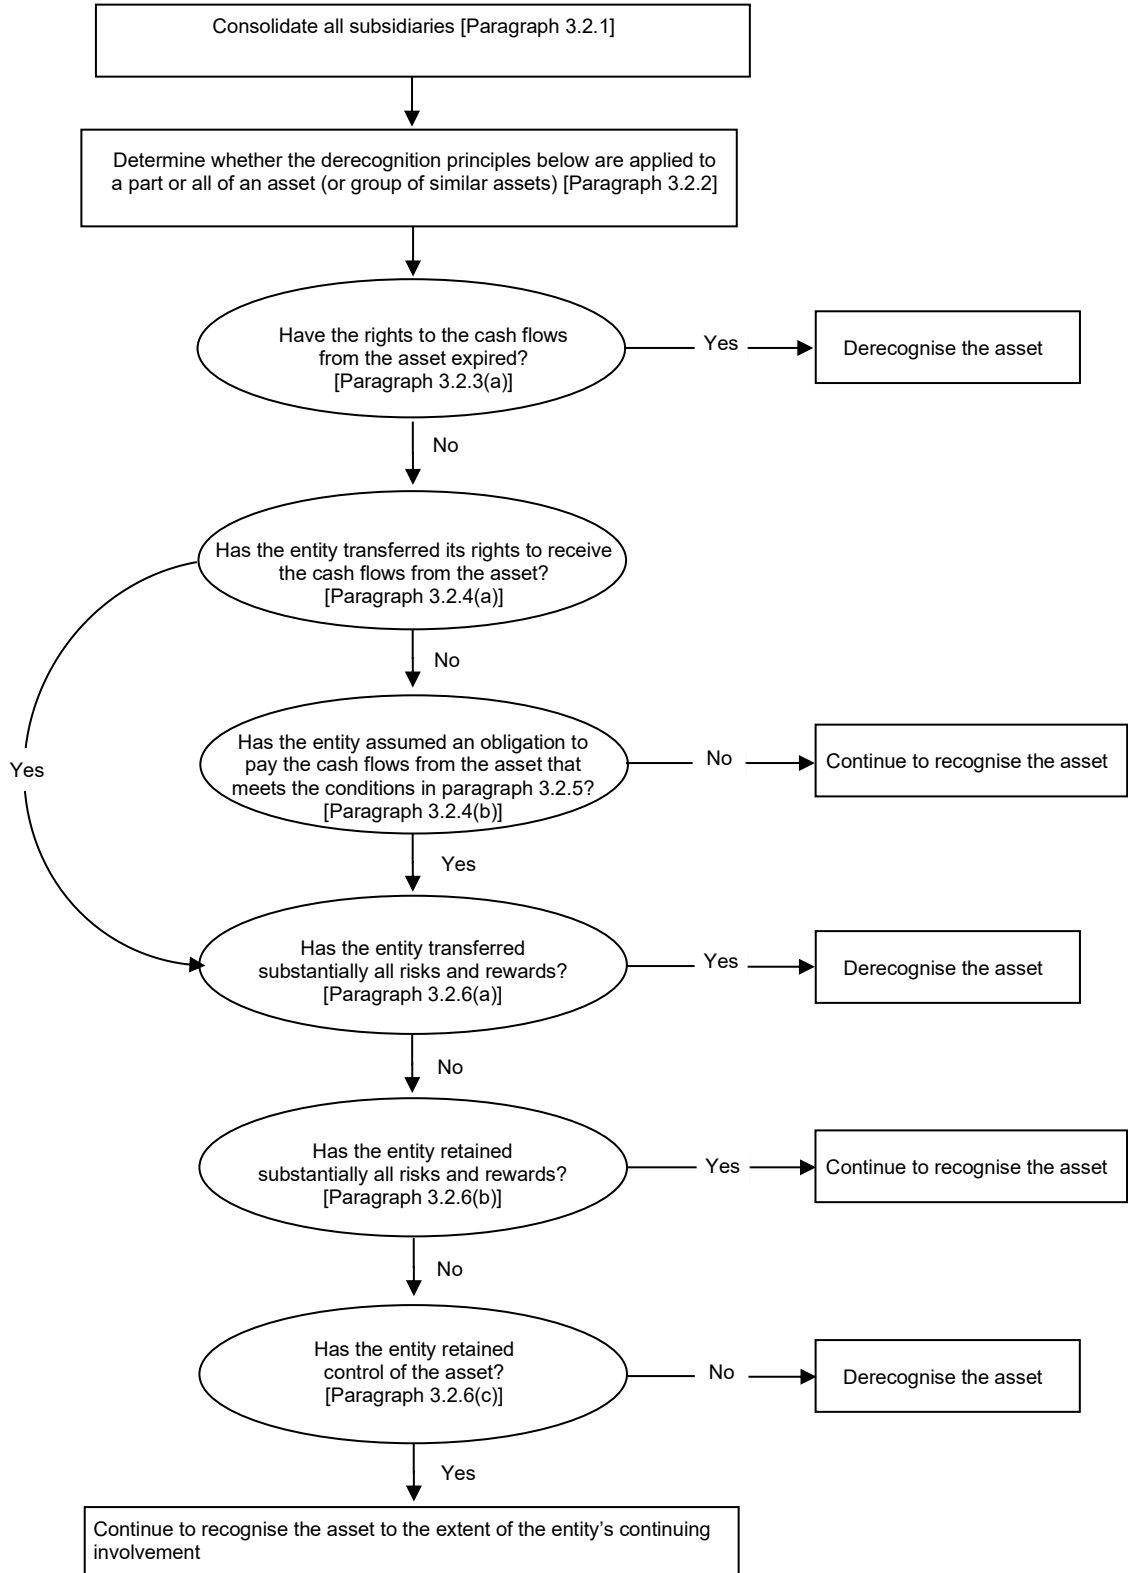 Consolidate all subsidiaries [Paragraph 3.2.1]
Determine whether the derecognition principles below are applied to
a part or all of an asset (or group of similar assets) [Paragraph 3.2.2]
Have the rights to the cash flows
from the asset expired?
[Paragraph 3.2.3(a)]
Yes
Derecognise the asset
No
Has the entity transferred its rights to receive
the cash flows from the asset?
[Paragraph 3.2.4(a)]
No
Yes
Has the entity assumed an obligation to
pay the cash flows from the asset that
meets the conditions in paragraph 3.2.5?
[Paragraph 3.2.4(b)]
No
Continue to recognise the asset
Yes
Has the entity transferred
substantially all risks and rewards?
[Paragraph 3.2.6(a)]
Yes
Derecognise the asset
No
Has the entity retained
substantially all risks and rewards?
[Paragraph 3.2.6(b)]
Yes
Continue to recognise the asset
No
Has the entity retained
control of the asset?
[Paragraph 3.2.6(c)]
No
Derecognise the asset
Yes
Continue to recognise the asset to the extent of the entity’s continuing
involvement